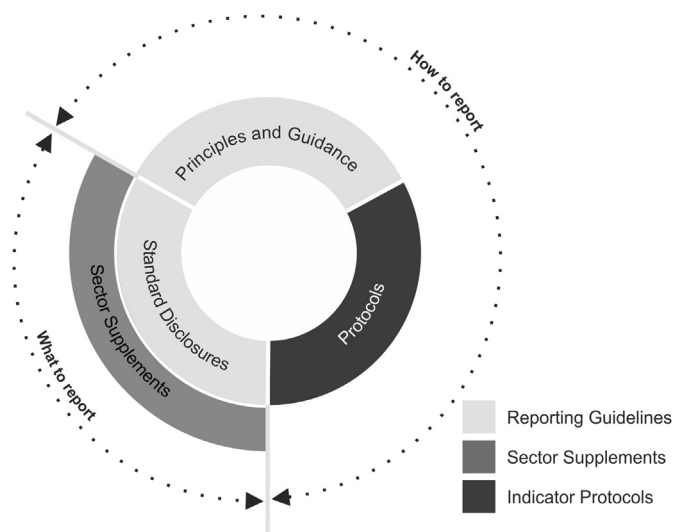 How to report
Principles and Guidance
Standard Disclosures
Sector Supplements
Protocols
What to report
Reporting Guidelines
Sector Supplements
Indicator Protocols